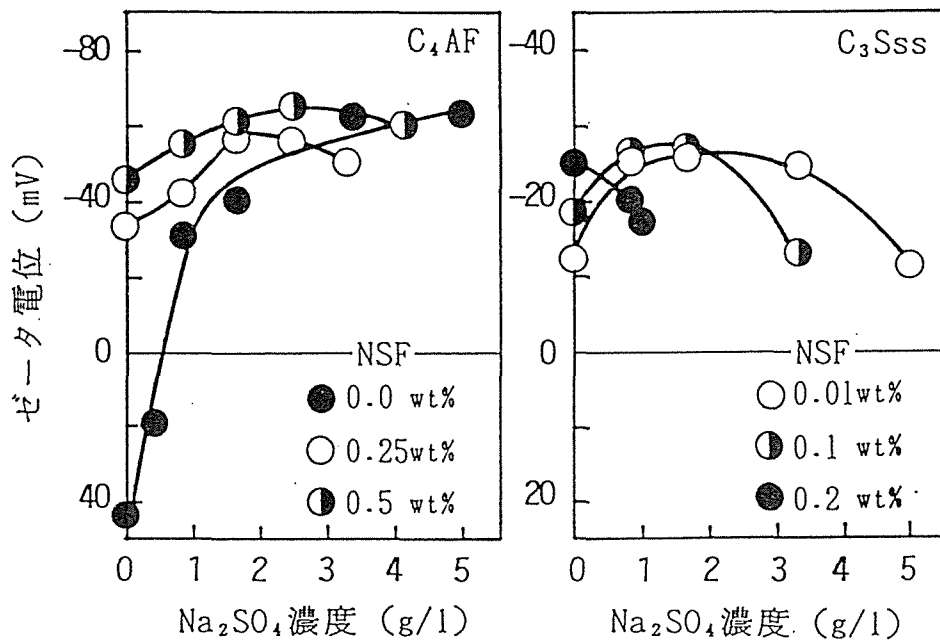 C₄AF
-80
-40
0
40
ゼータ電位 (mV)
NSF
0.0 wt%
0.25wt%
0.5 wt%
0 1 2 3 4 5
Na₂SO₄濃度 (g/l)
C₃Sss
-40
-20
0
20
NSF
0.01wt%
0.1 wt%
0.2 wt%
0 1 2 3 4 5
Na₂SO₄濃度 (g/l)